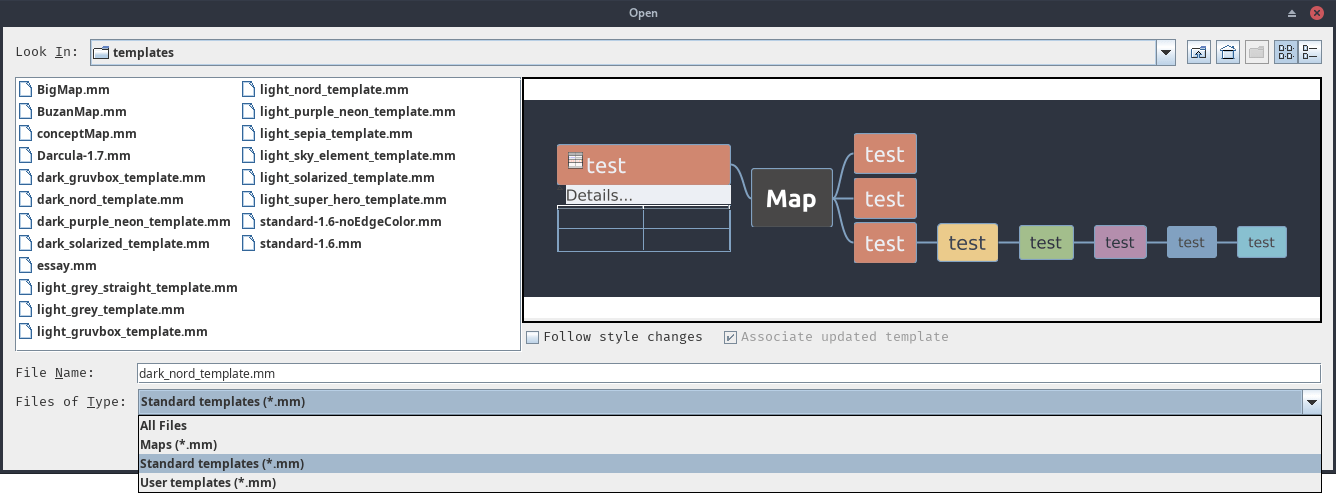 Open
Look In: templates
BigMap.mm
BuzanMap.mm
conceptMap.mm
Darcula-1.7.mm
dark_gruvbox_template.mm
dark_nord_template.mm
dark_purple_neon_template.mm
dark_solarized_template.mm
essay.mm
light_grey_straight_template.mm
light_grey_template.mm
light_gruvbox_template.mm
light_nord_template.mm
light_purple_neon_template.mm
light_sepia_template.mm
light_sky_element_template.mm
light_solarized_template.mm
light_super_hero_template.mm
standard-1.6-noEdgeColor.mm
standard-1.6.mm
test
Details...
Map
test
test
test test test test test test
Follow style changes Associate updated template
File Name: dark_nord_template.mm
Files of Type: Standard templates (*.mm)
All Files
Maps (*.mm)
Standard templates (*.mm)
User templates (*.mm)